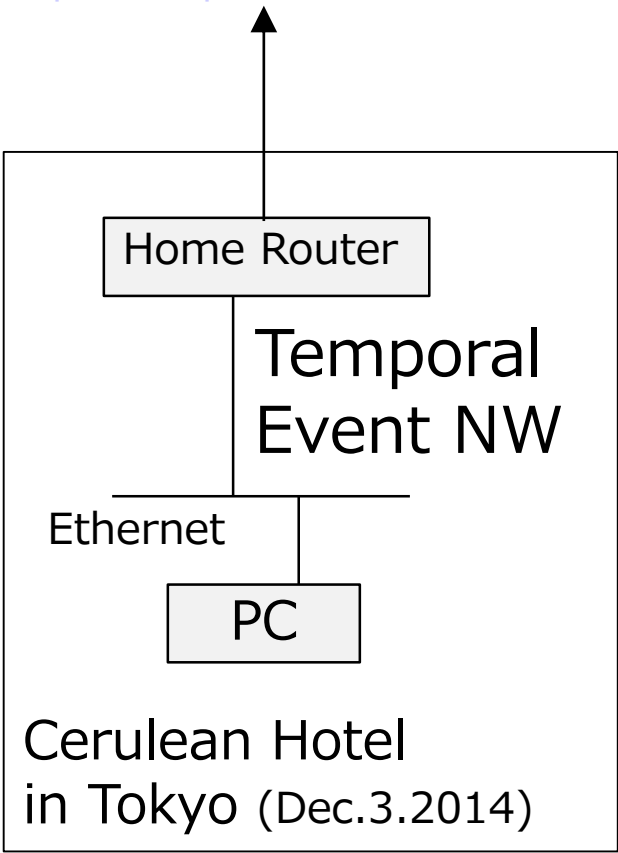 Home Router
Temporal
Event NW
Ethernet
PC
Cerulean Hotel
in Tokyo (Dec.3.2014)